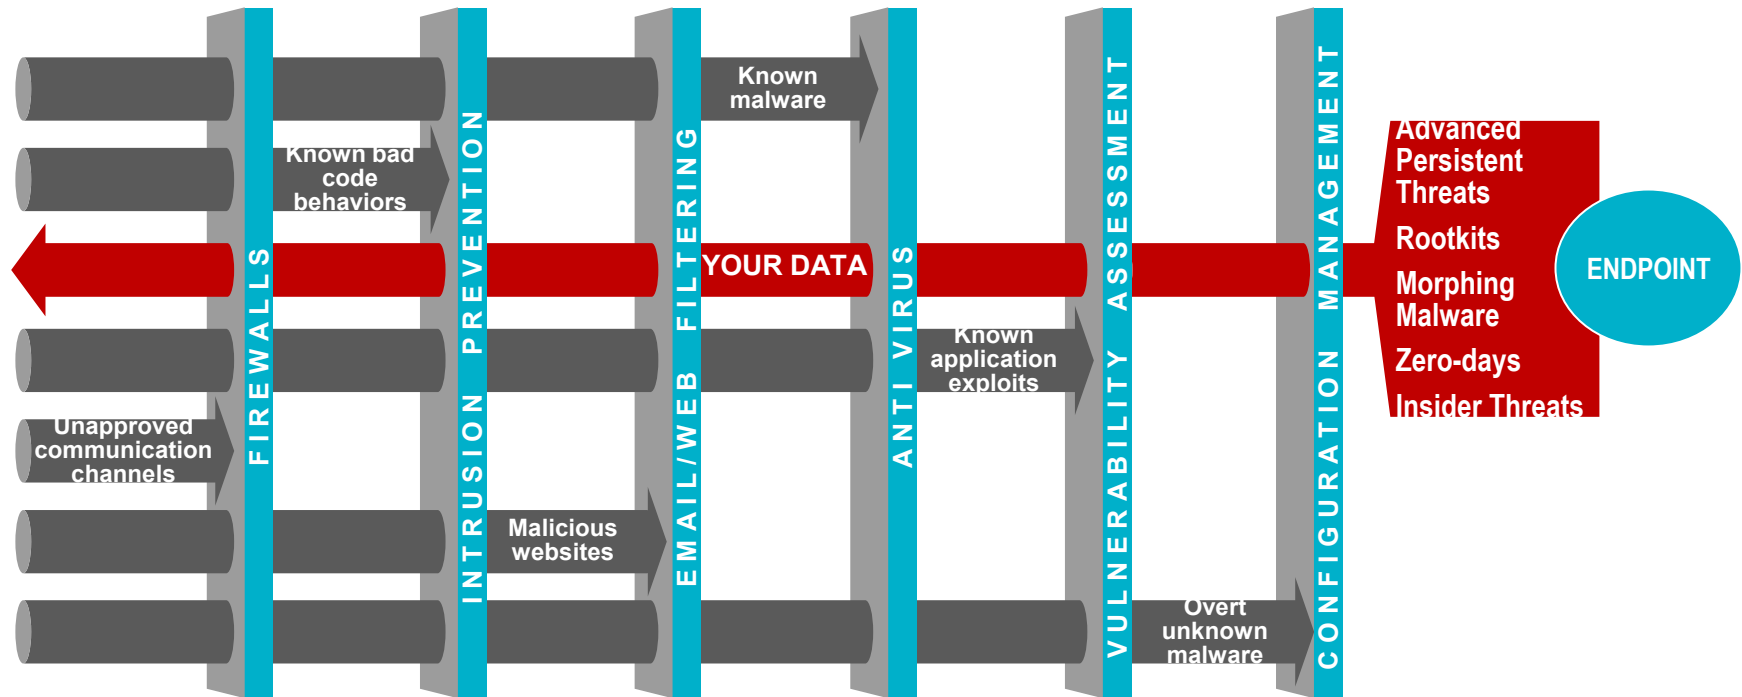 FIREWALLS
INTRUSION PREVENTION
EMAIL/WEB FILTERING
ANTI VIRUS
VULNERABILITY ASSESSMENT
CONFIGURATION MANAGEMENT
Known
malware
Known bad
code
behaviors
YOUR DATA
Known
application
exploits
Unapproved
communication
channels
Malicious
websites
Overt
unknown
malware
Advanced
Persistent
Threats
Rootkits
Morphing
Malware
Zero-days
Insider Threats
ENDPOINT